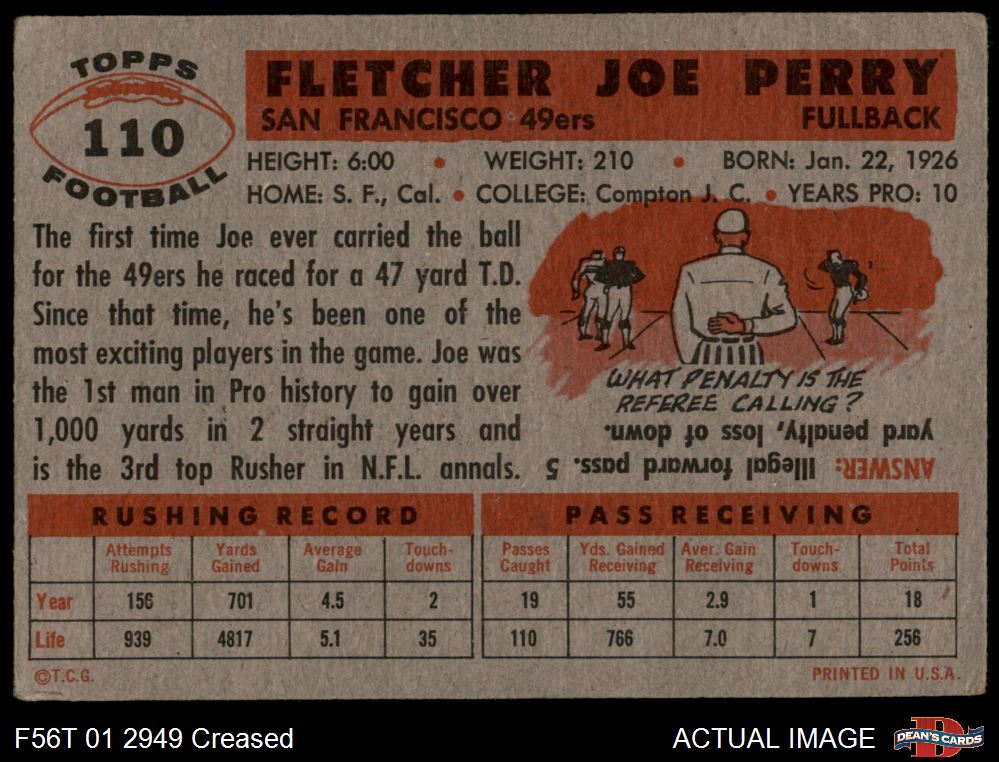 TOPPS
110
FOOTBALL
FLETCHER JOE PERRY
SAN FRANCISCO 49ers FULLBACK
HEIGHT: 6:00 • WEIGHT: 210 • BORN: Jan. 22, 1926
HOME: S. F., Cal. • COLLEGE: Compton J. C. • YEARS PRO: 10
The first time Joe ever carried the ball
for the 49ers he raced for a 47 yard T.D.
Since that time, he's been one of the
most exciting players in the game. Joe was
the 1st man in Pro history to gain over
1,000 yards in 2 straight years and
is the 3rd top Rusher in N.F.L. annals.
WHAT PENALTY IS THE
REFEREE CALLING?
ANSWER: Illegal forward pass. 5
yard penalty, loss of down.
RUSHING RECORD
Attempts Rushing Yards Gained Average Gain Touch-downs
Year 156 701 4.5 2
Life 939 4817 5.1 35
PASS RECEIVING
Passes Caught Yds. Gained Receiving Aver. Gain Receiving Touch-downs Total Points
19 55 2.9 1 18
110 766 7.0 7 256
©T.C.G. PRINTED IN U.S.A.
F56T 01 2949 Creased ACTUAL IMAGE DEAN'S CARDS